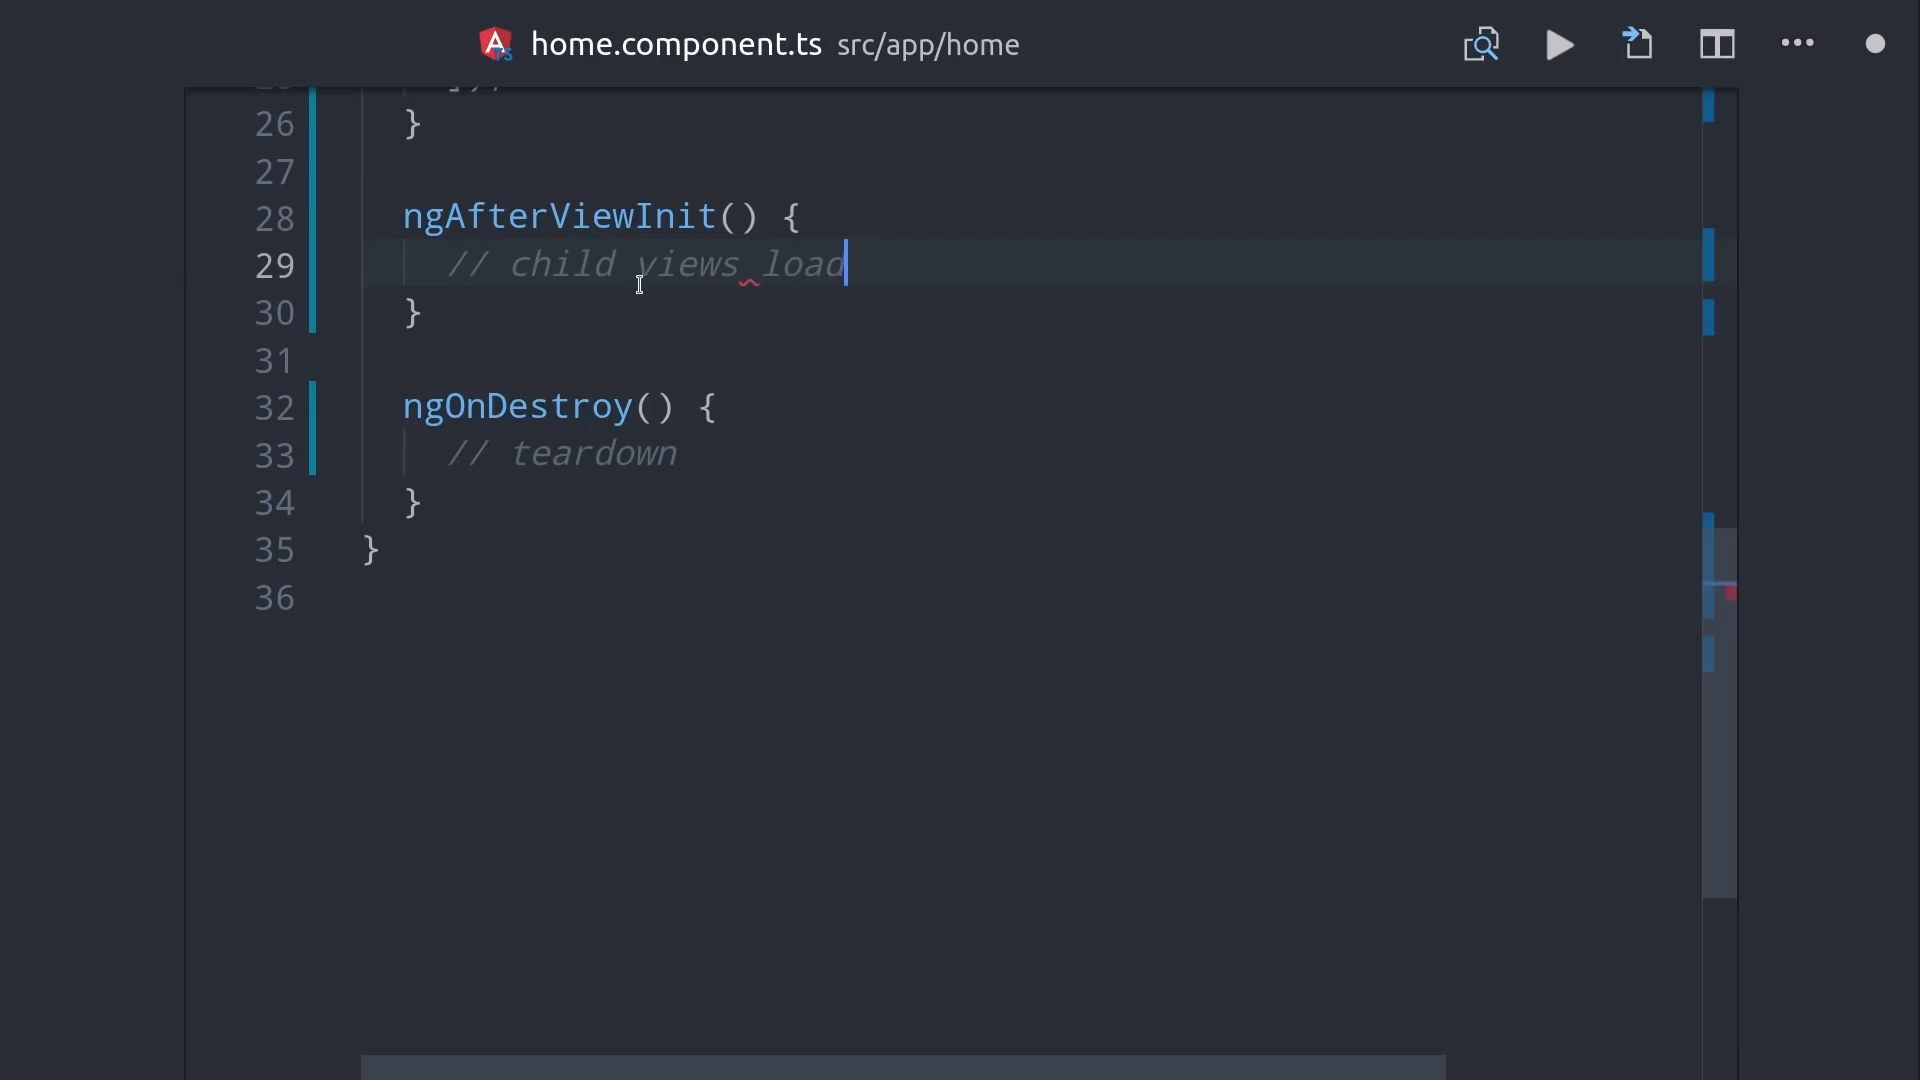 home.component.ts src/app/home
26 }
27
28 ngAfterViewInit() {
29 // child views load
30 }
31
32 ngOnDestroy() {
33 // teardown
34 }
35 }
36